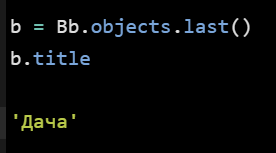 b = Bb.objects.last()
b.title
'Дача'